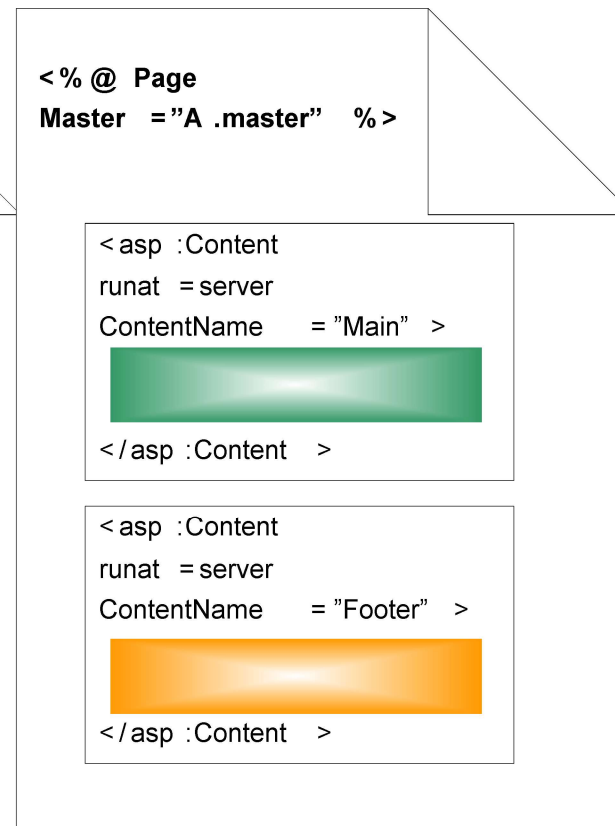 <% @ Page
Master =”A .master” %>
<asp :Content
runat =server
ContentName =”Main” >
</asp :Content >
<asp :Content
runat =server
ContentName =”Footer” >
</asp :Content >